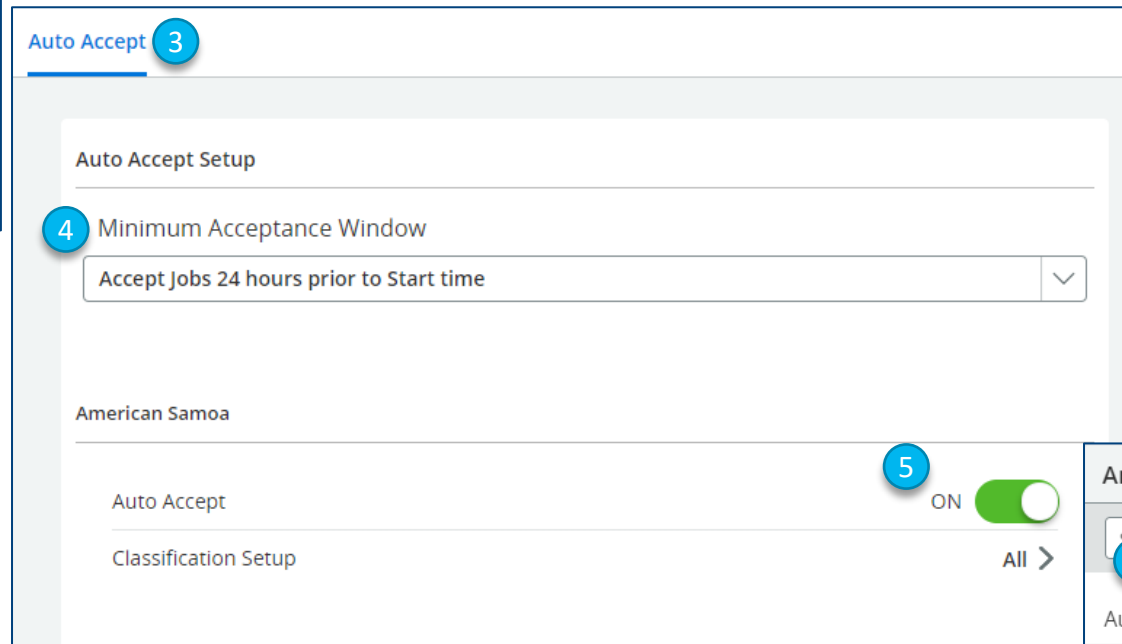 Auto Accept 3
Auto Accept Setup
4 Minimum Acceptance Window
Accept Jobs 24 hours prior to Start time
American Samoa
5
Auto Accept ON
Classification Setup All